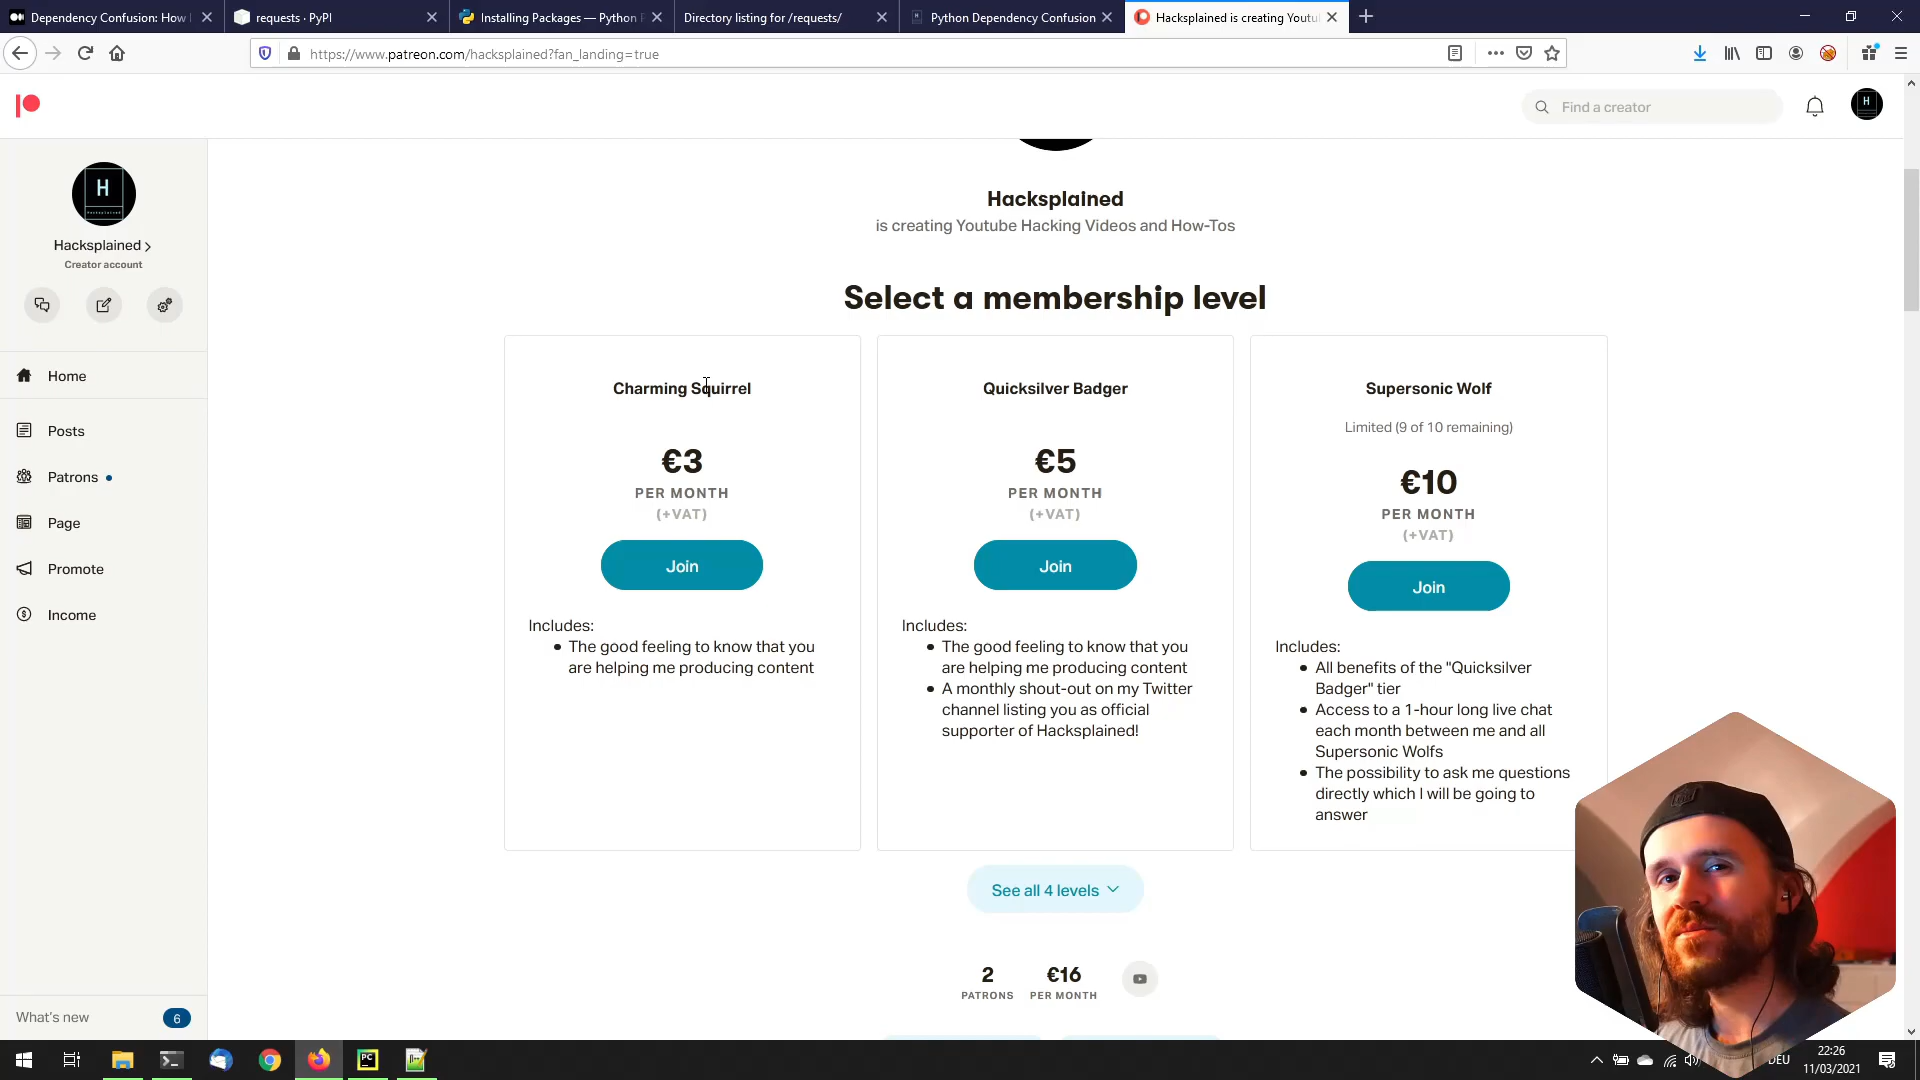 Dependency Confusion: How
requests · PyPI
Installing Packages — Python
Directory listing for /requests/
Python Dependency Confusion
Hacksplained is creating Youtu
https://www.patreon.com/hacksplained?fan_landing=true
Find a creator
H
H
Hacksplained
Hacksplained
Creator account
Home
Posts
Patrons
Page
Promote
Income
What's new
6
Hacksplained
is creating Youtube Hacking Videos and How-Tos
Select a membership level
Charming Squirrel
€3
PER MONTH
(+VAT)
Join
Includes:
• The good feeling to know that you
are helping me producing content
Quicksilver Badger
€5
PER MONTH
(+VAT)
Join
Includes:
• The good feeling to know that you
are helping me producing content
• A monthly shout-out on my Twitter
channel listing you as official
supporter of Hacksplained!
Supersonic Wolf
Limited (9 of 10 remaining)
€10
PER MONTH
(+VAT)
Join
Includes:
• All benefits of the "Quicksilver
Badger" tier
• Access to a 1-hour long live chat
each month between me and all
Supersonic Wolfs
• The possibility to ask me questions
directly which I will be going to
answer
See all 4 levels
2
PATRONS
€16
PER MONTH
PC
DEU
22:26
11/03/2021